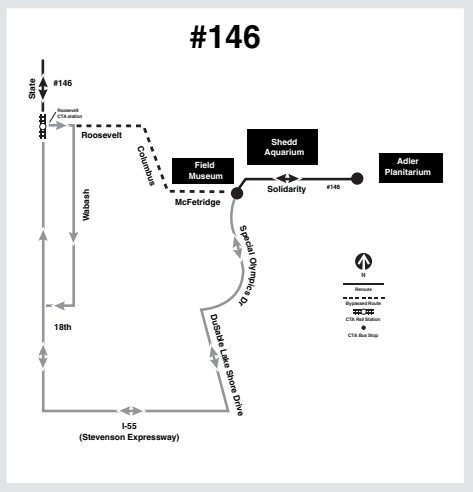 #146
State
#146
Roosevelt
CTA station
Roosevelt
Columbus
Wabash
Field
Museum
Shedd
Aquarium
Adler
Planitarium
McFetridge
Solidarity
#146
Special Olympics Dr
18th
DuSable Lake Shore Drive
I-55
(Stevenson Expressway)
N
Reroute
Bypassed Route
CTA Rail Station
CTA Bus Stop